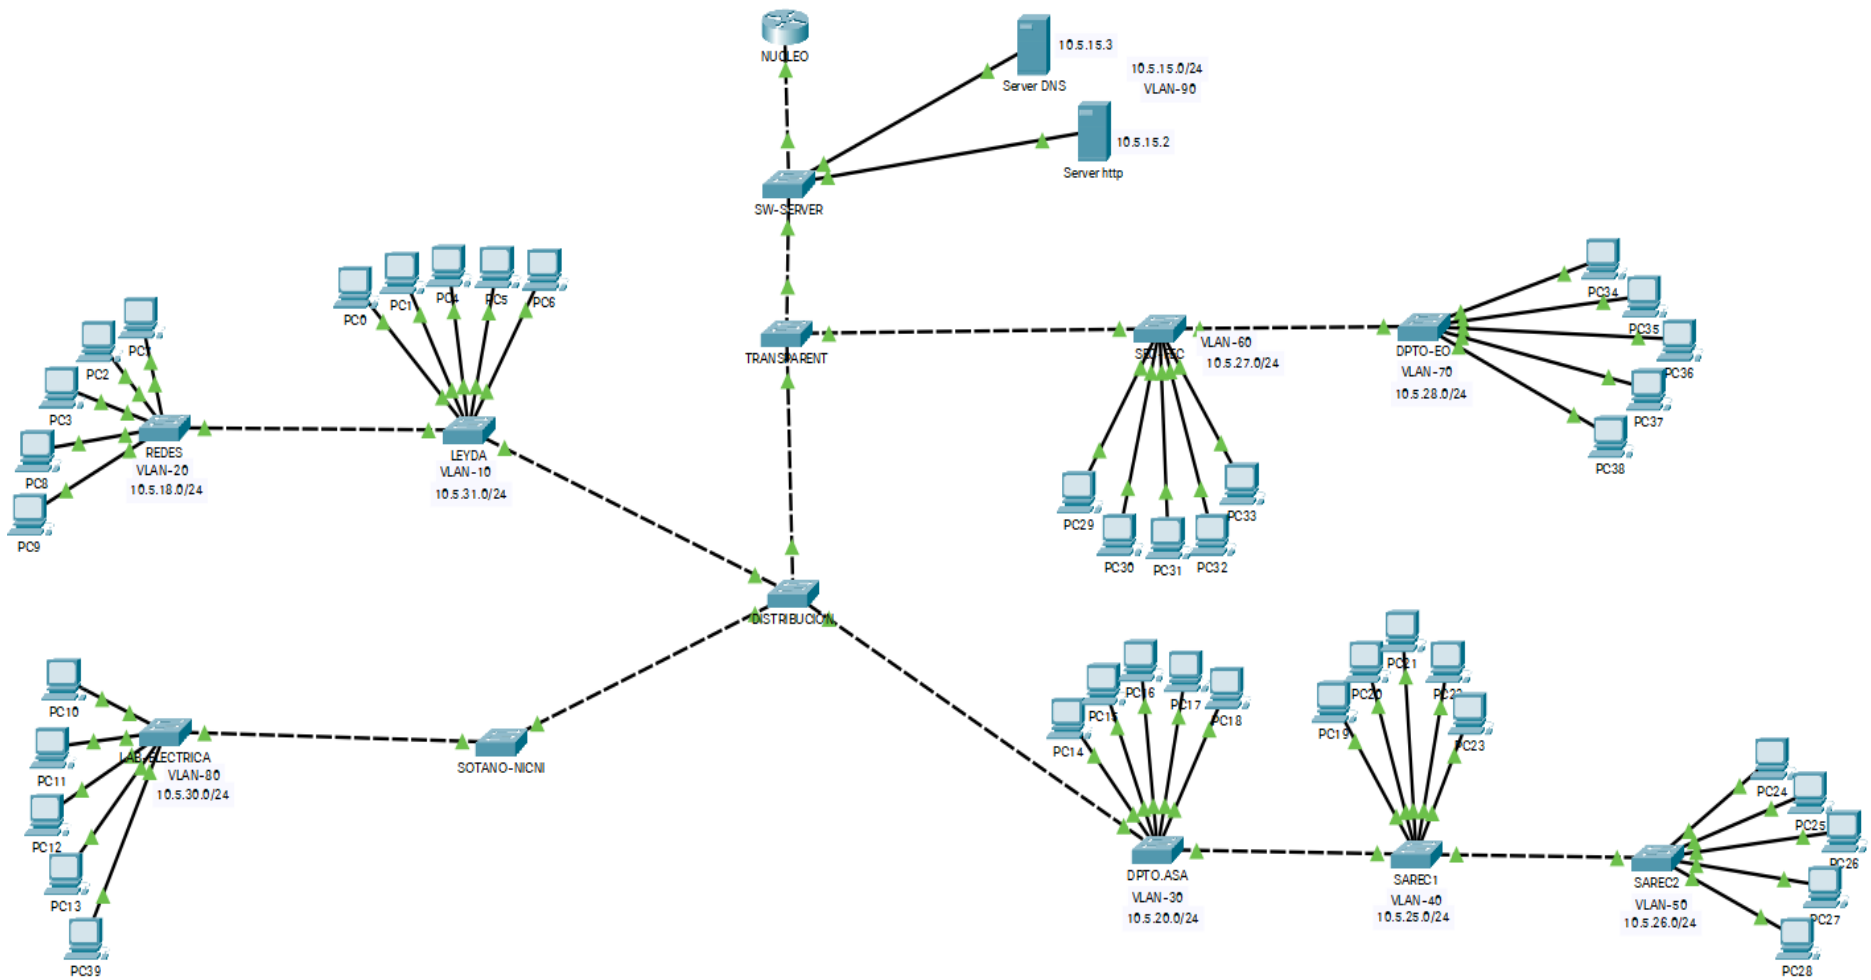 NUCLEO
10.5.15.3
Server DNS
10.5.15.0/24
VLAN-90
10.5.15.2
Server http
SW-SERVER
TRANSPARENT
VLAN-60
10.5.27.0/24
DPTO-EO
VLAN-70
10.5.28.0/24
PC34
PC35
PC36
PC37
PC38
PC29
PC30
PC31
PC32
PC33
PC0
PC1
PC4
PC5
PC6
PC7
PC2
PC3
PC8
PC9
REDES
VLAN-20
10.5.18.0/24
LEYDA
VLAN-10
10.5.31.0/24
DISTRIBUCION
PC10
PC11
PC12
PC13
PC39
LAB-ELECTRICA
VLAN-80
10.5.30.0/24
SOTANO-NICNI
PC14
PC15
PC16
PC17
PC18
DPTO.ASA
VLAN-30
10.5.20.0/24
PC19
PC20
PC21
PC22
PC23
SAREC1
VLAN-40
10.5.25.0/24
PC24
PC25
PC26
PC27
PC28
SAREC2
VLAN-50
10.5.26.0/24